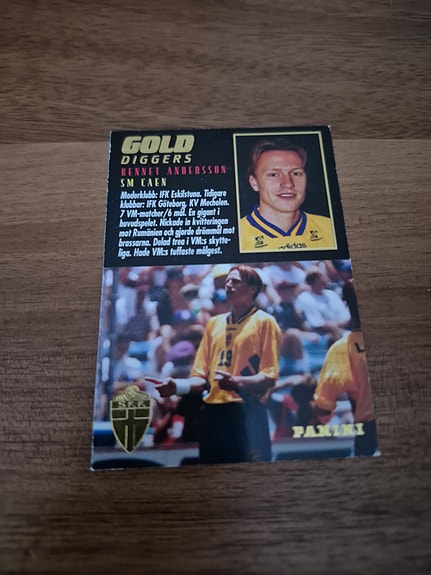 GOLD
DIGGERS
KENNET ANDERSSON
SM CAEN
Moderklubb: IFK Eskilstuna. Tidigare
klubbar: IFK Göteborg, KV Mechelen.
7 VM-matcher/6 mål. En gigant i
huvudspelet. Nickade in kvitteringen
mot Rumänien och gjorde drömmål mot
brassarna. Delad trea i VM:s skytte-
liga. Hade VM:s tuffaste målgest.
adidas
19
S.F.F.
PANINI